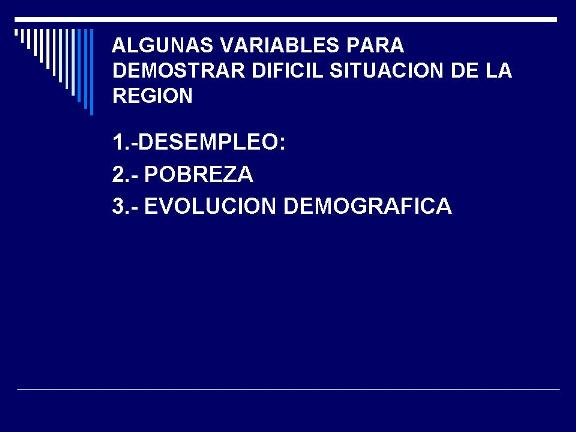 ALGUNAS VARIABLES PARA
DEMOSTRAR DIFICIL SITUACION DE LA
REGION
1.-DESEMPLEO:
2.- POBREZA
3.- EVOLUCION DEMOGRAFICA